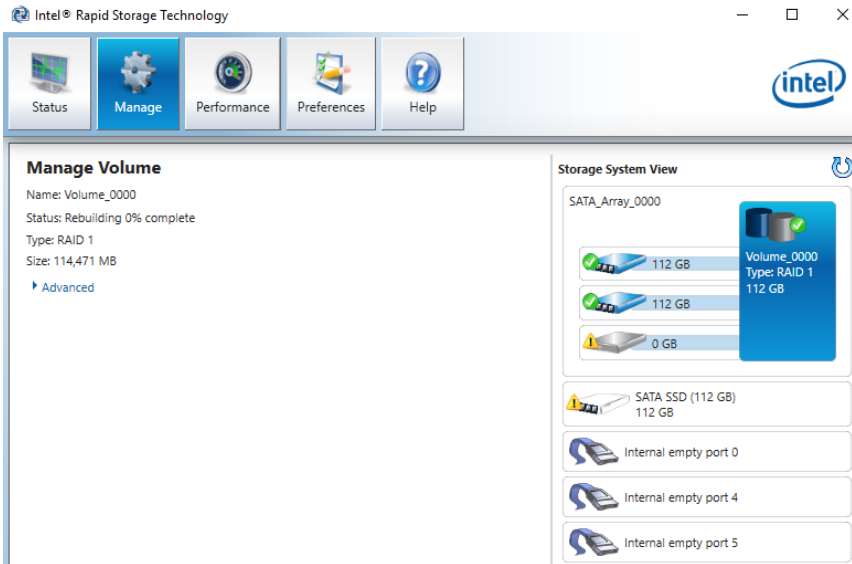 Intel® Rapid Storage Technology
Status
Manage
Performance
Preferences
Help
intel
Manage Volume
Name: Volume_0000
Status: Rebuilding 0% complete
Type: RAID 1
Size: 114,471 MB
Advanced
Storage System View
SATA_Array_0000
112 GB
112 GB
0 GB
Volume_0000
Type: RAID 1
112 GB
SATA SSD (112 GB)
112 GB
Internal empty port 0
Internal empty port 4
Internal empty port 5